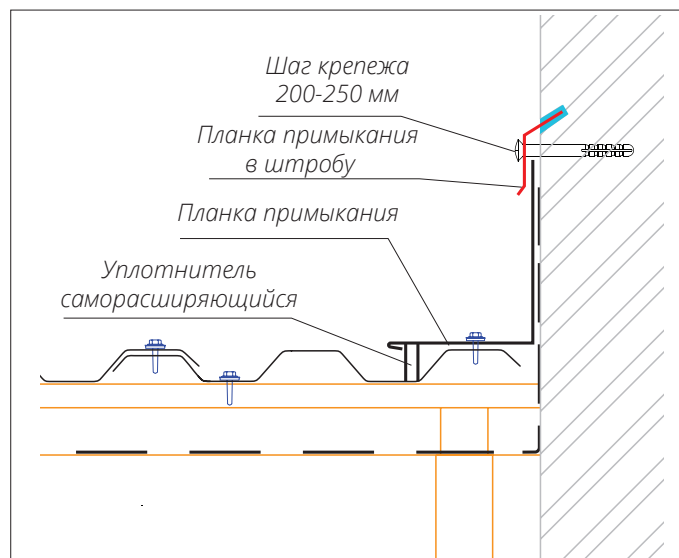 Шаг крепежа
200-250 мм
Планка примыкания
в штробу
Планка примыкания
Уплотнитель
саморасширяющийся